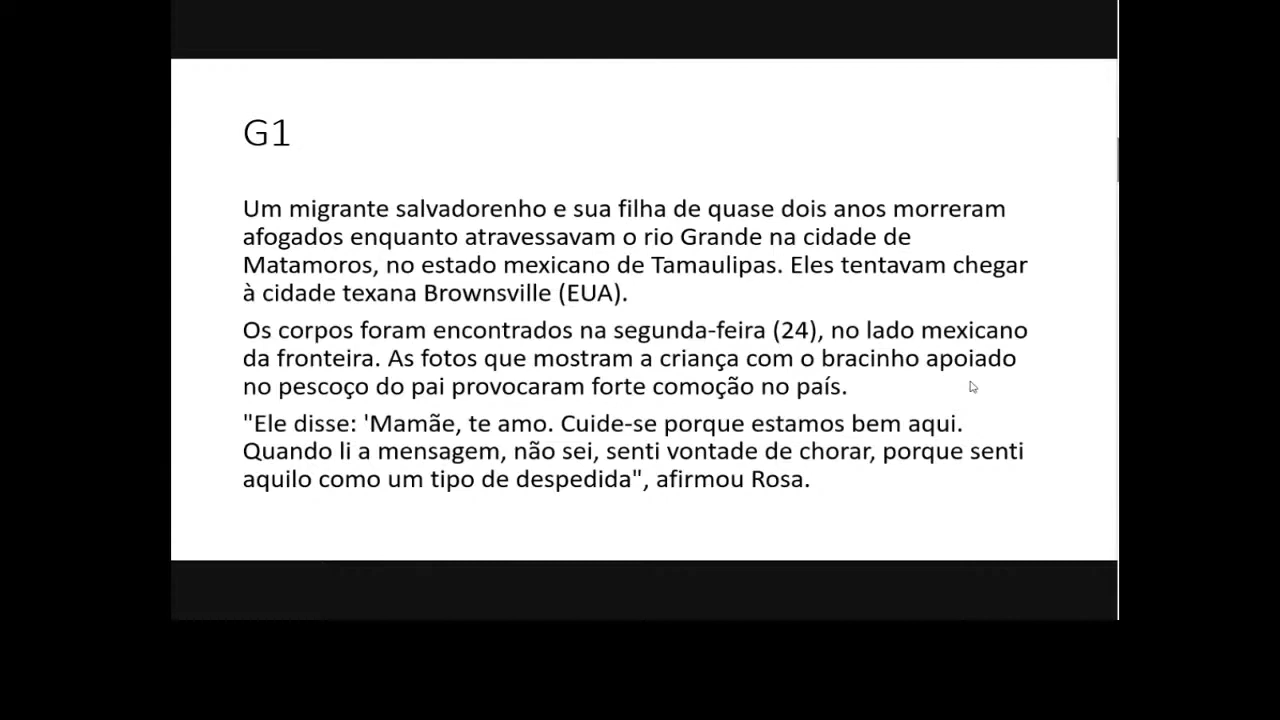 G1
Um migrante salvadorenho e sua filha de quase dois anos morreram
afogados enquanto atravessavam o rio Grande na cidade de
Matamoros, no estado mexicano de Tamaulipas. Eles tentavam chegar
à cidade texana Brownsville (EUA).
Os corpos foram encontrados na segunda-feira (24), no lado mexicano
da fronteira. As fotos que mostram a criança com o bracinho apoiado
no pescoço do pai provocaram forte comoção no país.
"Ele disse: 'Mamãe, te amo. Cuide-se porque estamos bem aqui.
Quando li a mensagem, não sei, senti vontade de chorar, porque senti
aquilo como um tipo de despedida", afirmou Rosa.